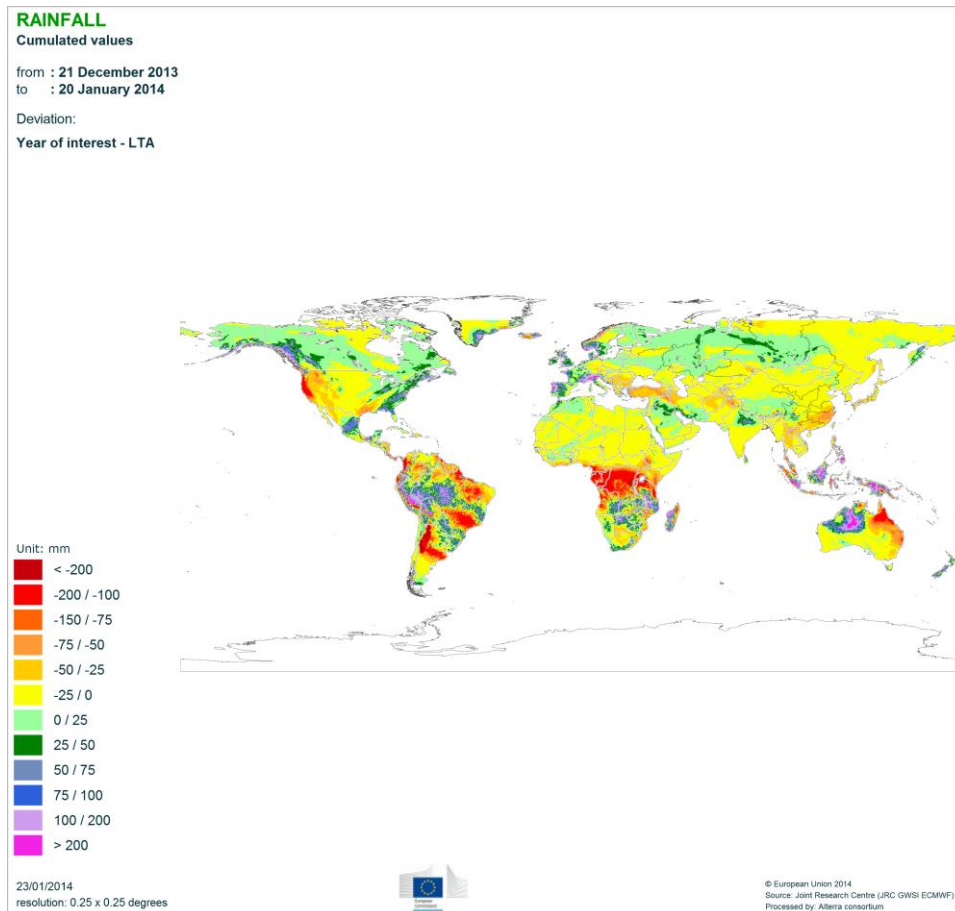 RAINFALL
Cumulated values
from : 21 December 2013
to : 20 January 2014
Deviation:
Year of interest - LTA
Unit: mm
< -200
-200 / -100
-150 / -75
-75 / -50
-50 / -25
-25 / 0
0 / 25
25 / 50
50 / 75
75 / 100
100 / 200
> 200
23/01/2014
resolution: 0.25 x 0.25 degrees
European
Commission
© European Union 2014
Source: Joint Research Centre (JRC GWSI ECMWF)
Processed by: Alterra consortium